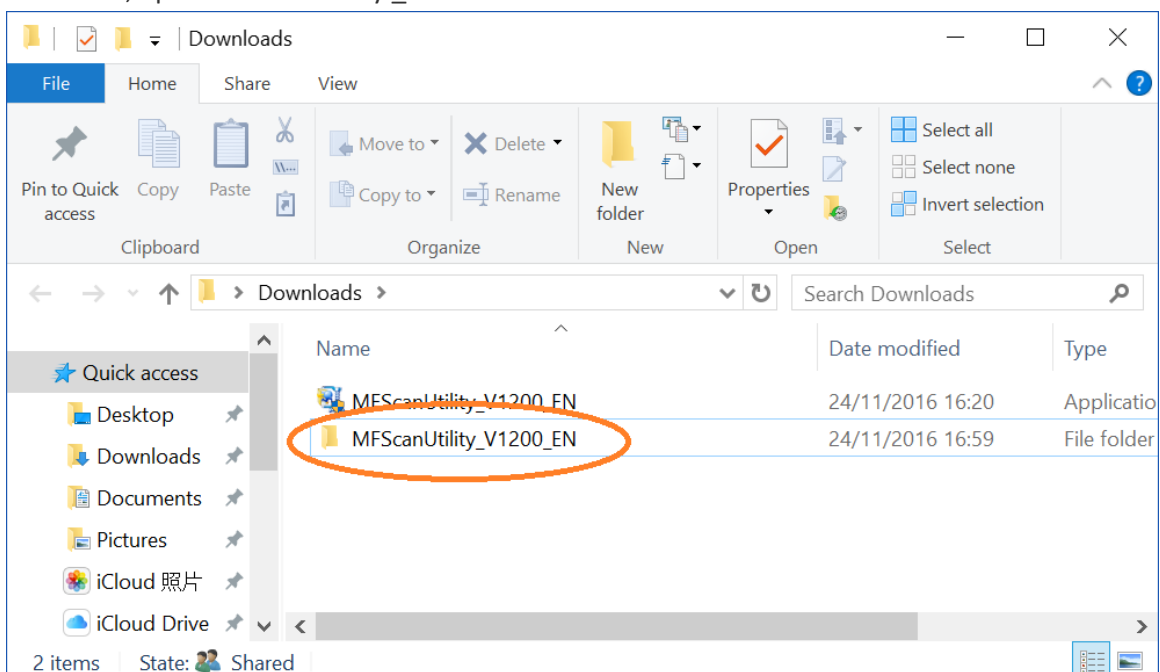 Downloads
File Home Share View
Pin to Quick access Copy Paste
Move to Delete
Copy to Rename
New folder
Properties
Select all
Select none
Invert selection
Clipboard Organize New Open Select
Downloads
Search Downloads
Name Date modified Type
Quick access
Desktop
Downloads
Documents
Pictures
iCloud 照片
iCloud Drive
MFScanUtility_V1200_EN 24/11/2016 16:20 Applicatio
MFScanUtility_V1200_EN 24/11/2016 16:59 File folder
2 items State: Shared